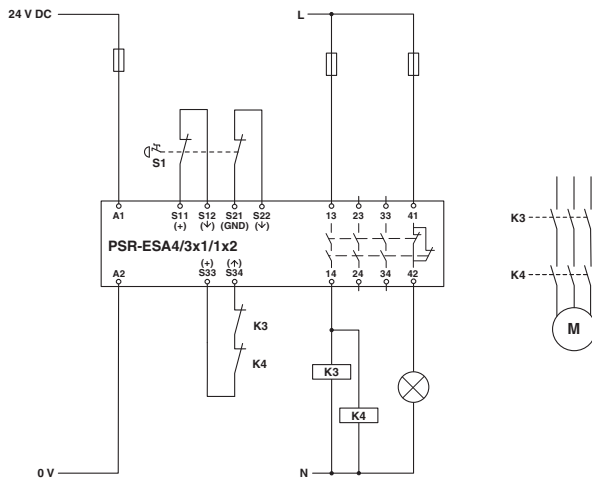 24 V DC
L
S1
A1 S11 S12 S21 S22 13 23 33 41
(+) (↓) (GND) (↓)
PSR-ESA4/3x1/1x2
(+) (↑)
A2 S33 S34 14 24 34 42
K3
K4
K3
K4
K3
K4
M
0 V
N